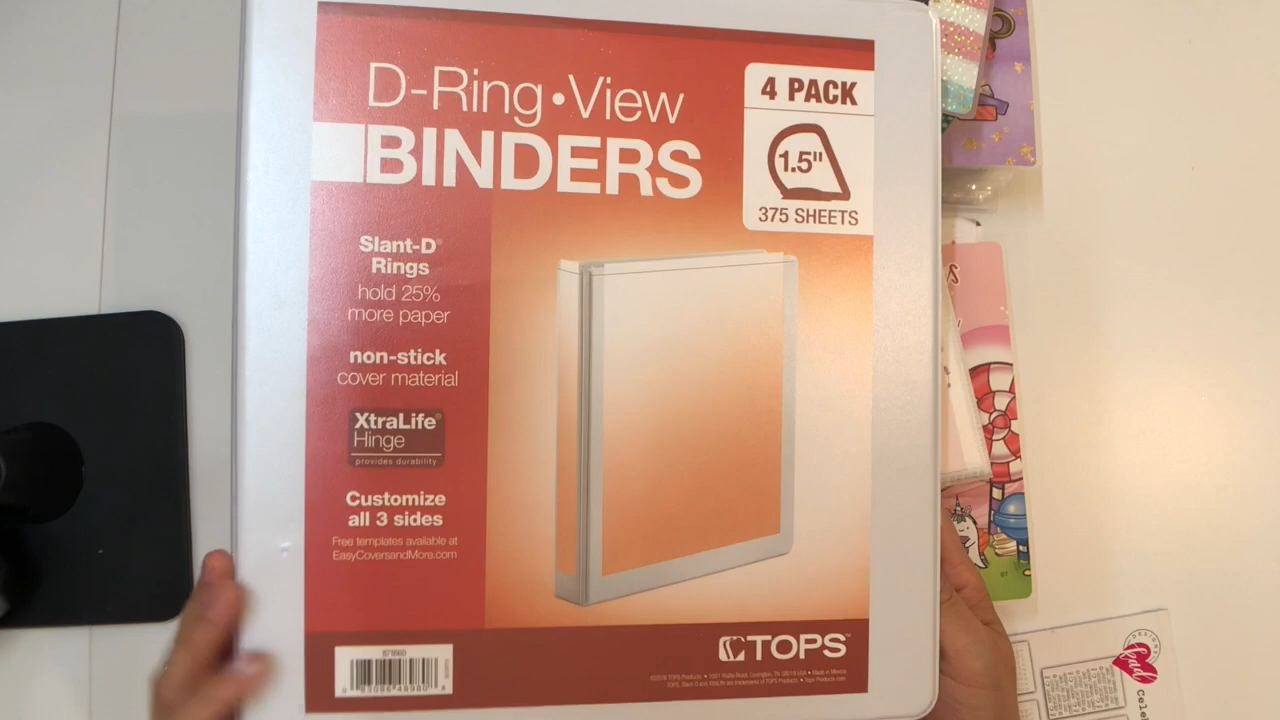 D-Ring•View
BINDERS
4 PACK
1.5"
375 SHEETS
Slant-D®
Rings
hold 25%
more paper
non-stick
cover material
XtraLife®
Hinge
provides durability
Customize
all 3 sides
Free templates available at
EasyCoversandMore.com
TOPS™